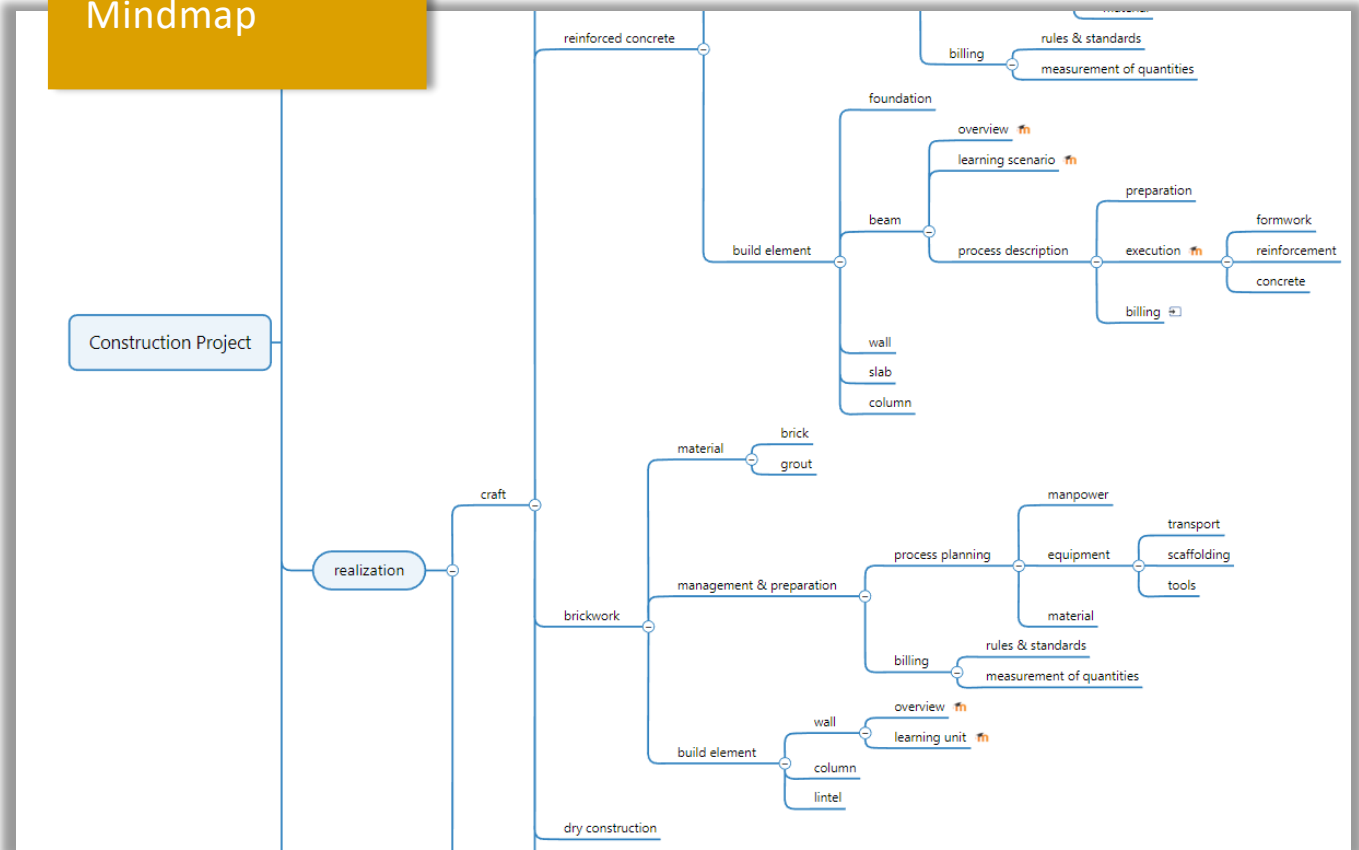 Mindmap
material
reinforced concrete
billing
rules & standards
measurement of quantities
foundation
overview
learning scenario
preparation
beam
formwork
build element
process description
execution
reinforcement
concrete
billing
Construction Project
wall
slab
column
material
brick
grout
craft
manpower
transport
process planning
equipment
scaffolding
realization
management & preparation
tools
brickwork
material
rules & standards
billing
measurement of quantities
overview
wall
learning unit
build element
column
lintel
dry construction